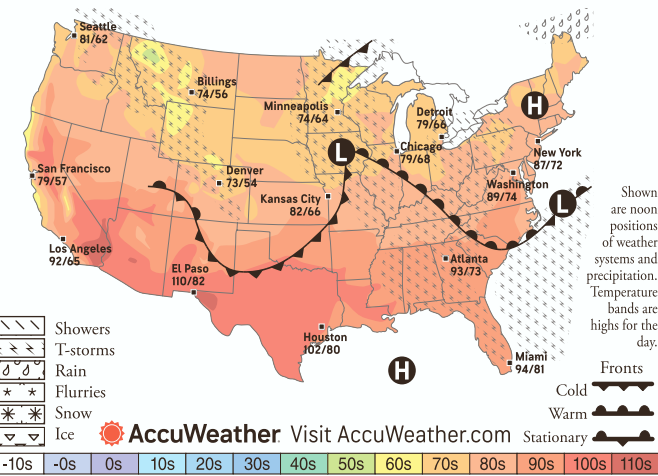 Seattle
81/62
Billings
74/56
Minneapolis
74/64
Detroit
79/66
H
L
Chicago
79/68
New York
87/72
San Francisco
79/57
Denver
73/54
Kansas City
82/66
Washington
89/74
L
Los Angeles
92/65
El Paso
110/82
Atlanta
93/73
Houston
102/80
H
Miami
94/81
Shown
are noon
positions
of weather
systems and
precipitation.
Temperature
bands are
highs for the
day.
Showers
T-storms
Rain
Flurries
Snow
Ice
Fronts
Cold
Warm
Stationary
AccuWeather Visit AccuWeather.com
-10s -0s 0s 10s 20s 30s 40s 50s 60s 70s 80s 90s 100s 110s